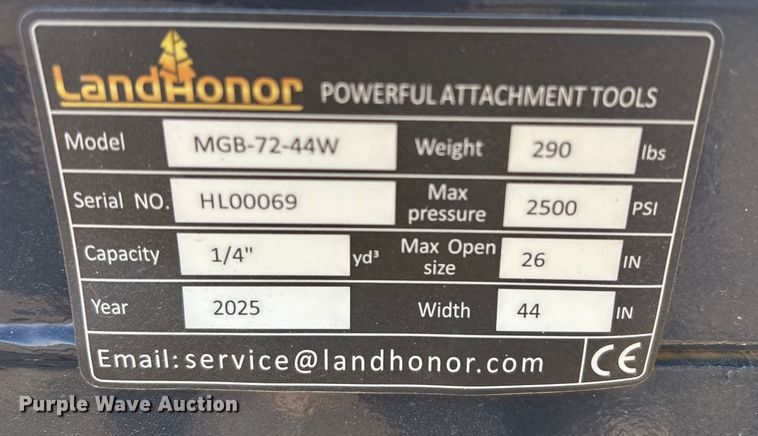 LandHonor POWERFUL ATTACHMENT TOOLS
Model MGB-72-44W Weight 290 lbs
Serial NO. HL00069 Max pressure 2500 PSI
Capacity 1/4" yd³ Max Open size 26 IN
Year 2025 Width 44 IN
Email: service@landhonor.com CE
Purple Wave Auction